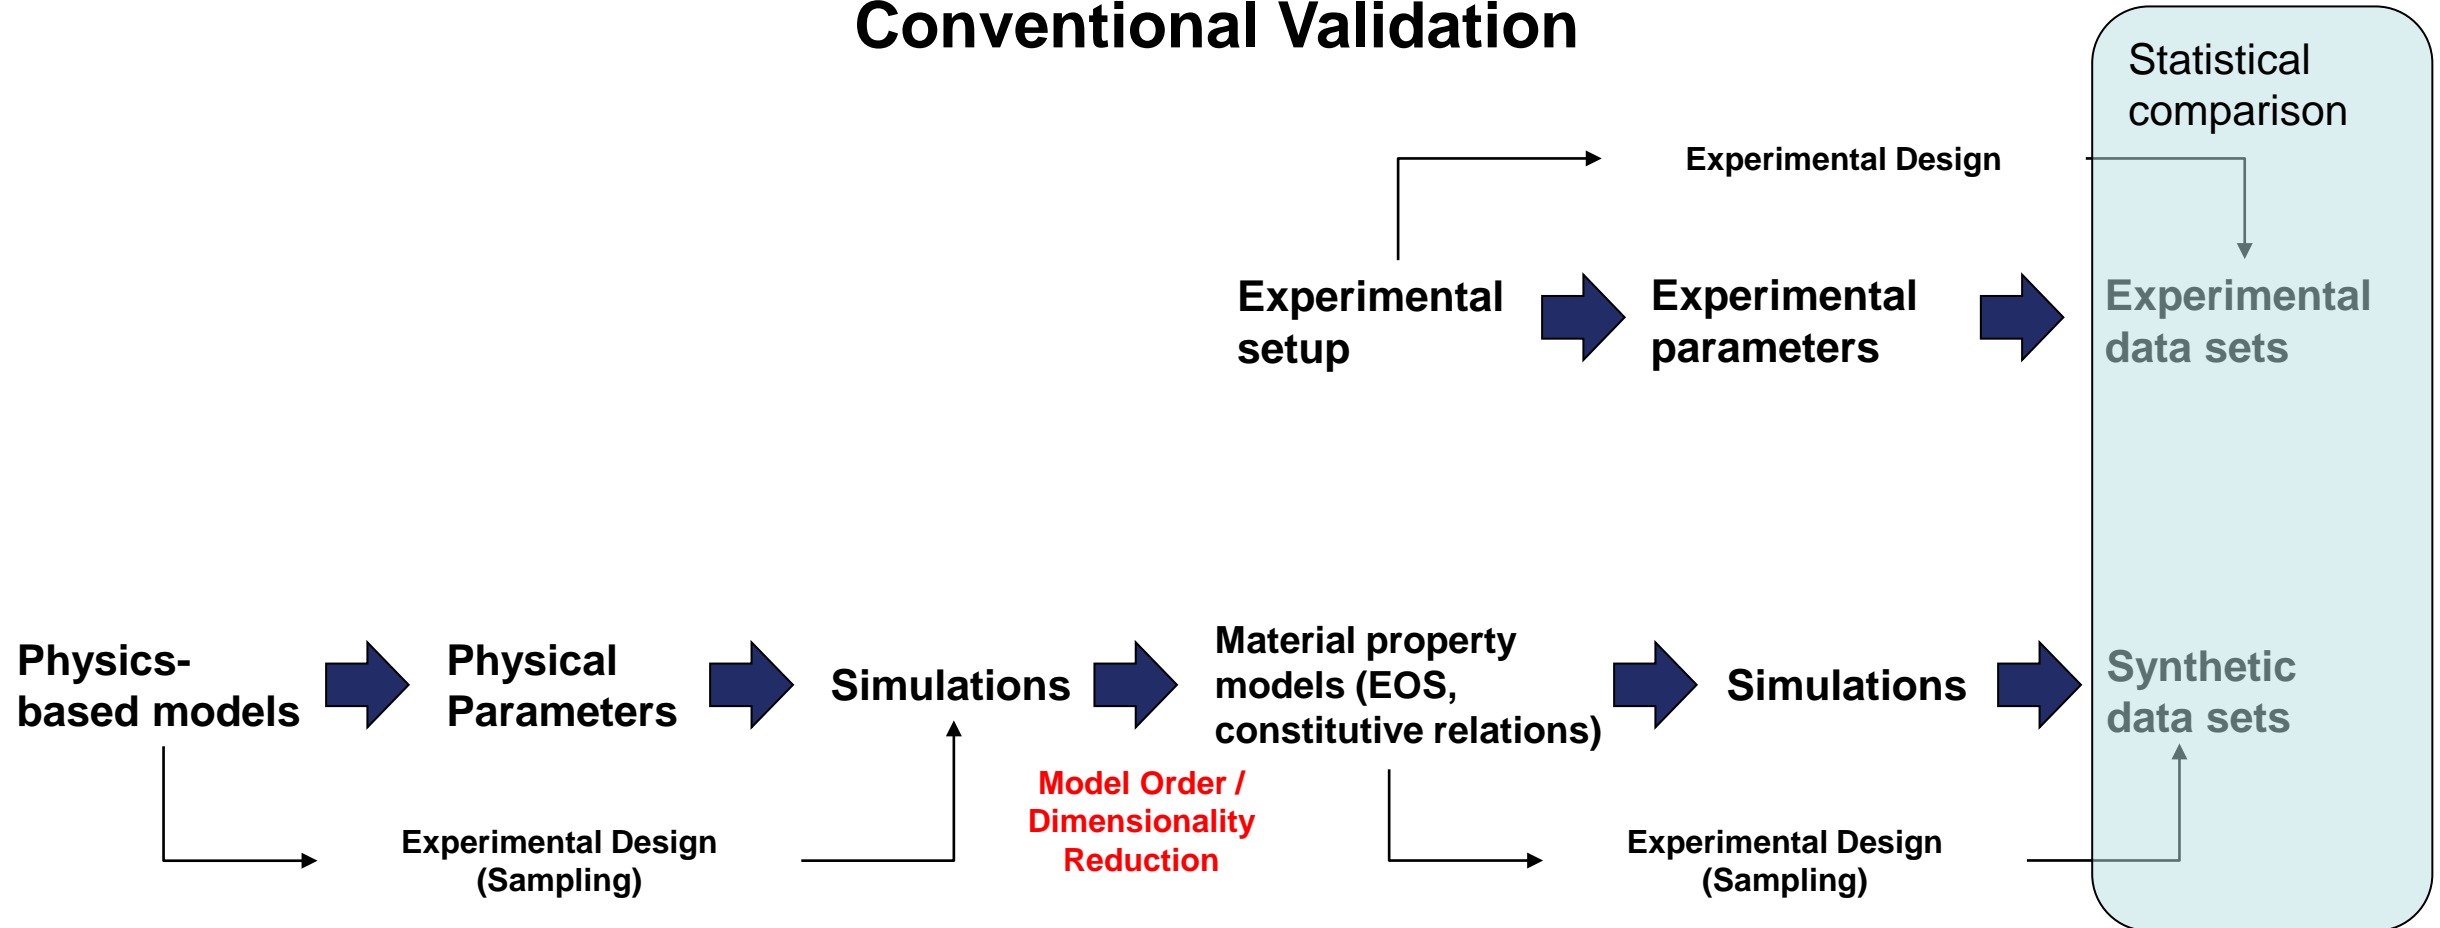 Conventional Validation
Statistical
comparison
Experimental Design
Experimental
setup
Experimental
parameters
Experimental
data sets
Physics-
based models
Physical
Parameters
Simulations
Material property
models (EOS,
constitutive relations)
Simulations
Synthetic
data sets
Model Order /
Dimensionality
Reduction
Experimental Design
(Sampling)
Experimental Design
(Sampling)